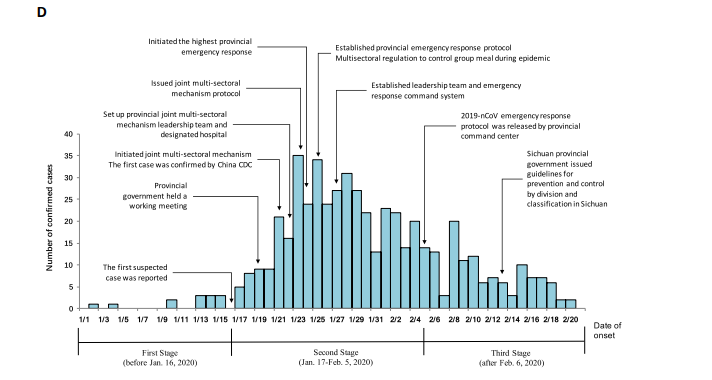 D
Initiated the highest provincial
emergency response
Established provincial emergency response protocol
Multisectoral regulation to control group meal during epidemic
Issued joint multi-sectoral
mechanism protocol
Established leadership team and emergency
response command system
Set up provincial joint multi-sectoral
mechanism leadership team and
designated hospital
2019-nCoV emergency response
protocol was released by provincial
command center
Initiated joint multi-sectoral mechanism
The first case was confirmed by China CDC
Sichuan provincial
government issued
guidelines for
prevention and control
by division and
classification in Sichuan
Provincial
government held a
working meeting
The first suspected
case was reported
Number of confirmed cases
40
35
30
25
20
15
10
5
0
1/1 1/3 1/5 1/7 1/9 1/11 1/13 1/15 1/17 1/19 1/21 1/23 1/25 1/27 1/29 1/31 2/2 2/4 2/6 2/8 2/10 2/12 2/14 2/16 2/18 2/20
Date of
onset
First Stage
(before Jan. 16, 2020)
Second Stage
(Jan. 17-Feb. 5, 2020)
Third Stage
(after Feb. 6, 2020)